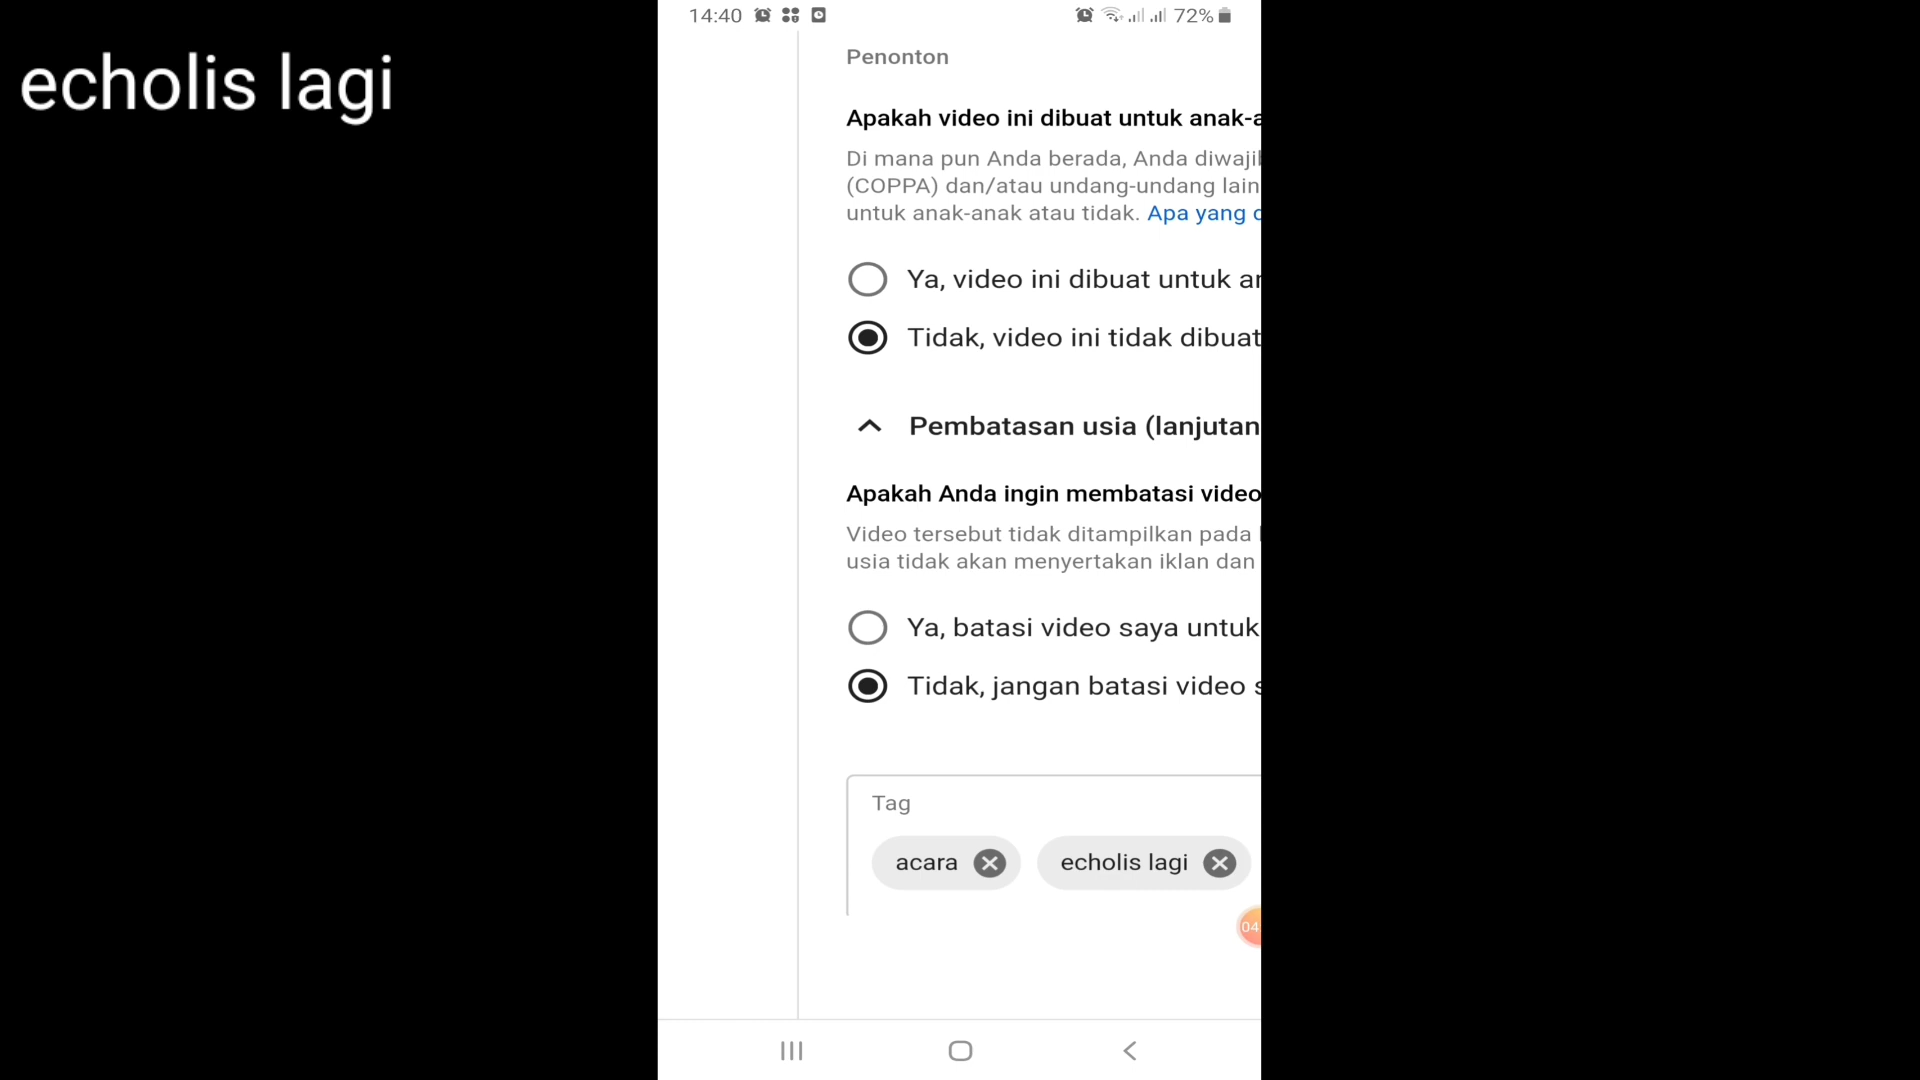 echolis lagi
14:40
72%
Penonton
Apakah video ini dibuat untuk anak-a
Di mana pun Anda berada, Anda diwajib
(COPPA) dan/atau undang-undang lain
untuk anak-anak atau tidak. Apa yang d
Ya, video ini dibuat untuk an
Tidak, video ini tidak dibuat
Pembatasan usia (lanjutan
Apakah Anda ingin membatasi video
Video tersebut tidak ditampilkan pada
usia tidak akan menyertakan iklan dan
Ya, batasi video saya untuk
Tidak, jangan batasi video s
Tag
acara
echolis lagi
04